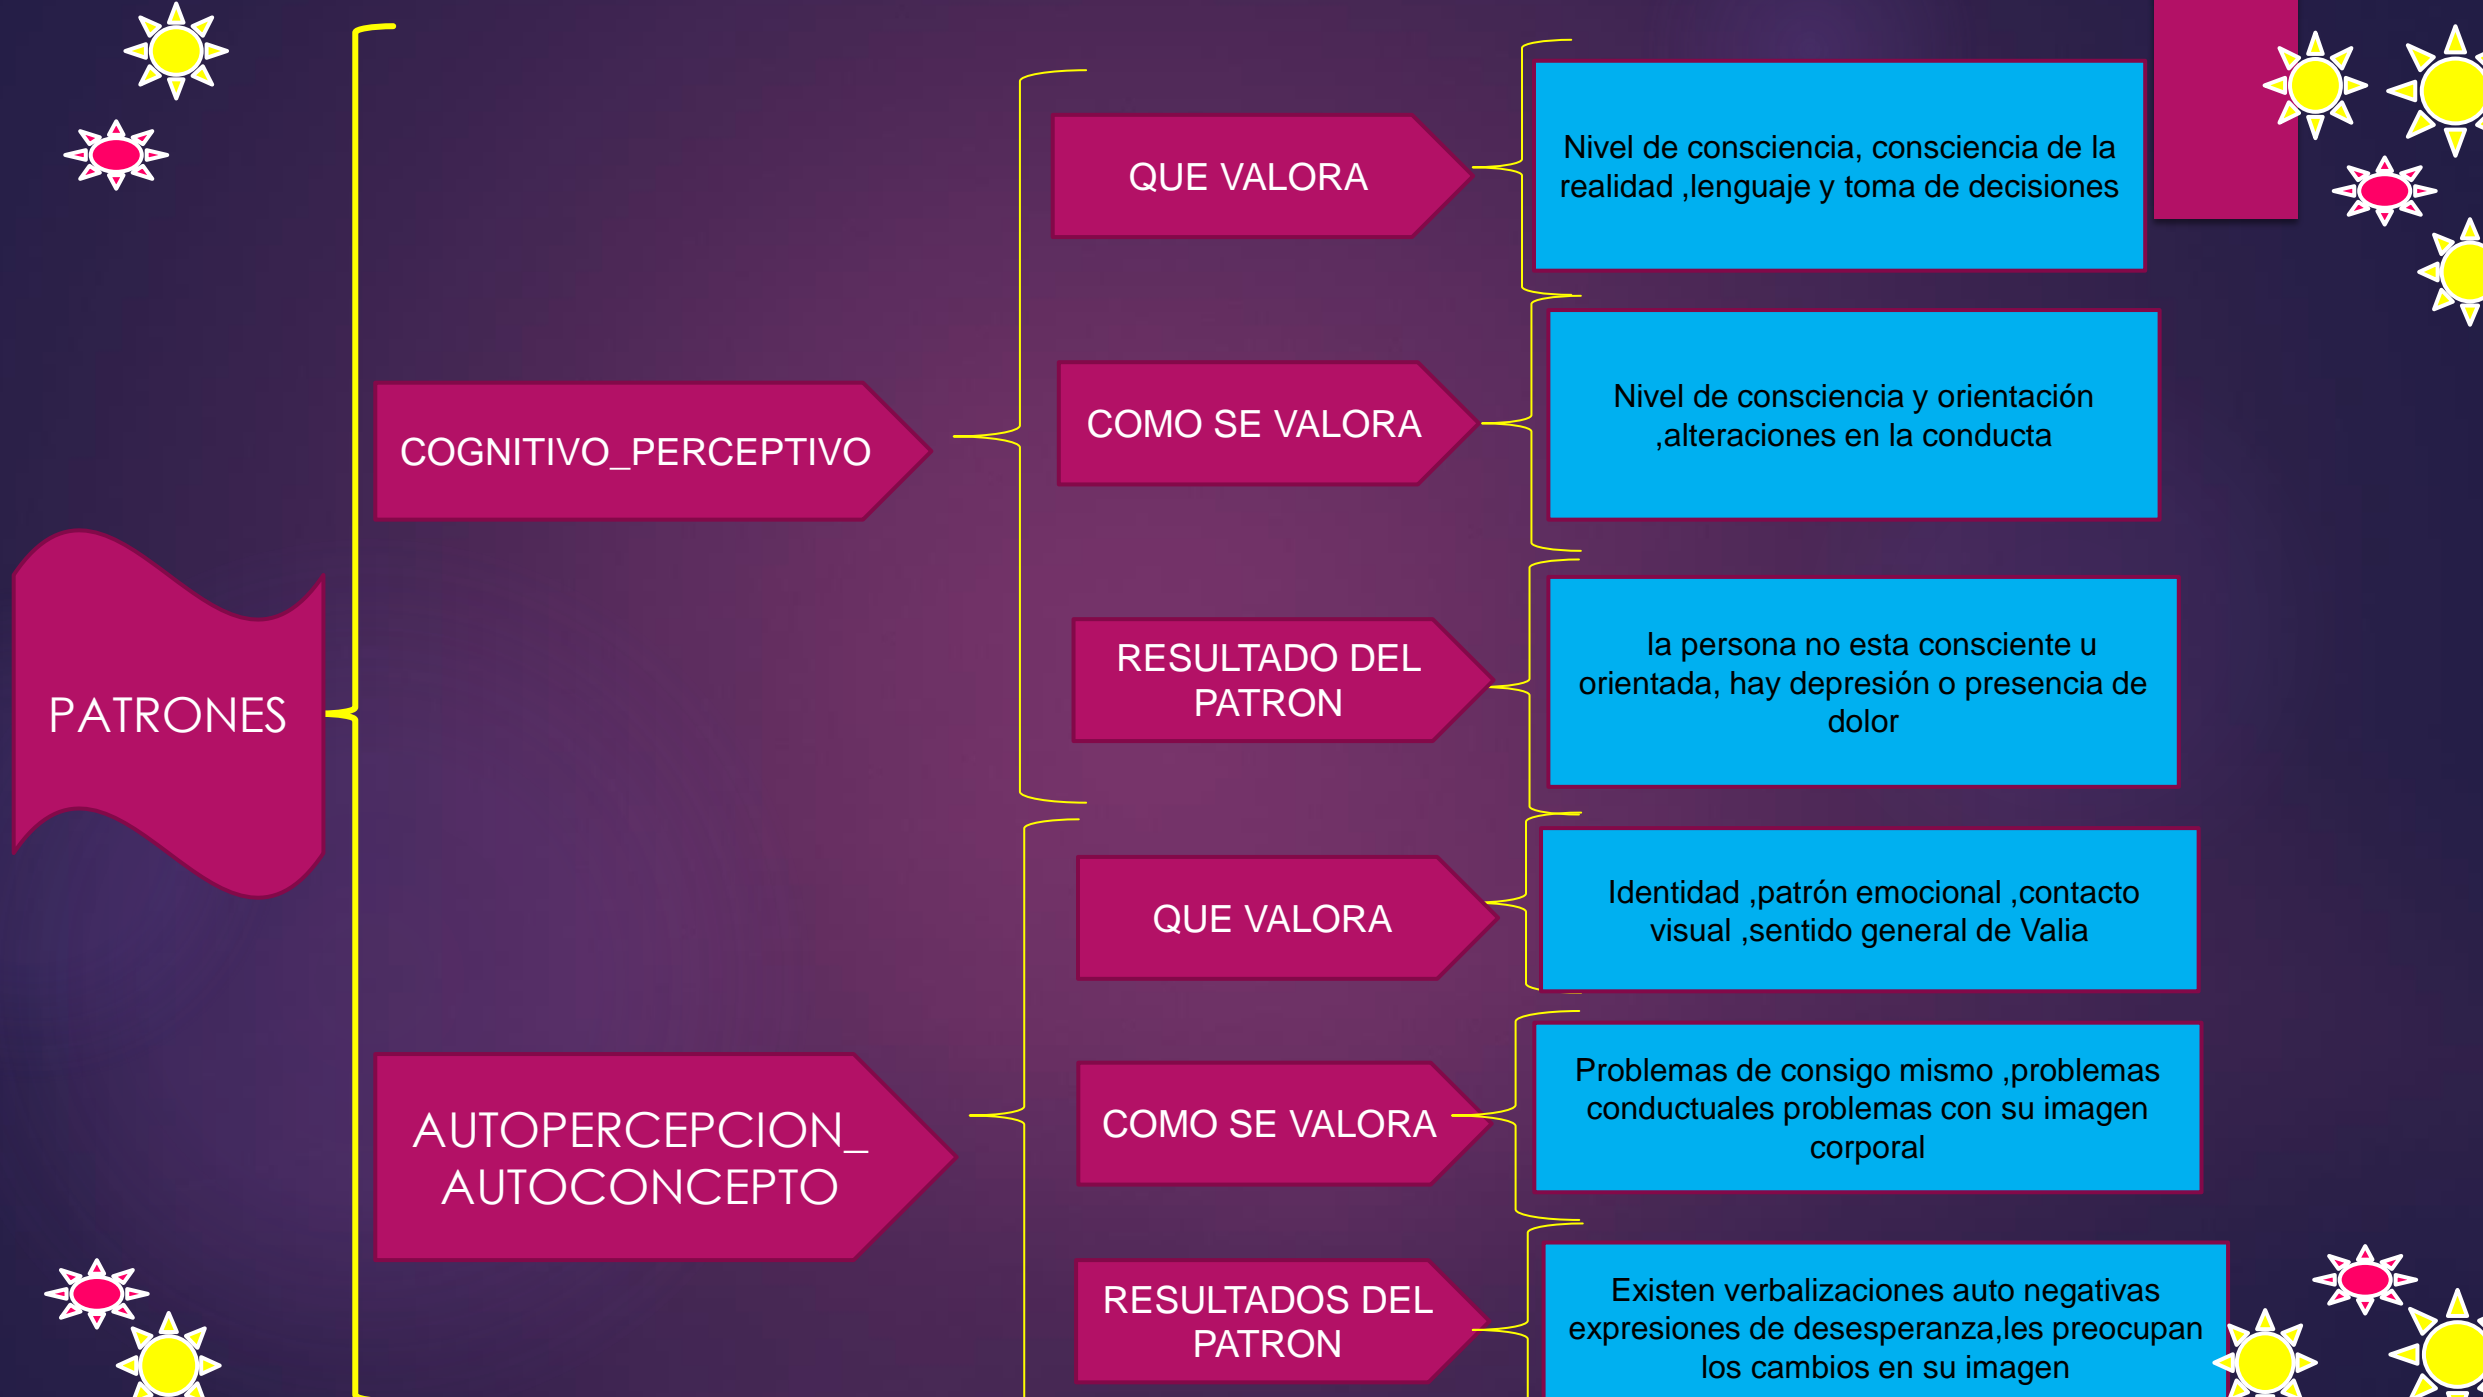 PATRONES
COGNITIVO_PERCEPTIVO
QUE VALORA
Nivel de consciencia, consciencia de la
realidad ,lenguaje y toma de decisiones
COMO SE VALORA
Nivel de consciencia y orientación
,alteraciones en la conducta
RESULTADO DEL
PATRON
la persona no esta consciente u
orientada, hay depresión o presencia de
dolor
AUTOPERCEPCION_
AUTOCONCEPTO
QUE VALORA
Identidad ,patrón emocional ,contacto
visual ,sentido general de Valia
COMO SE VALORA
Problemas de consigo mismo ,problemas
conductuales problemas con su imagen
corporal
RESULTADOS DEL
PATRON
Existen verbalizaciones auto negativas
expresiones de desesperanza,les preocupan
los cambios en su imagen